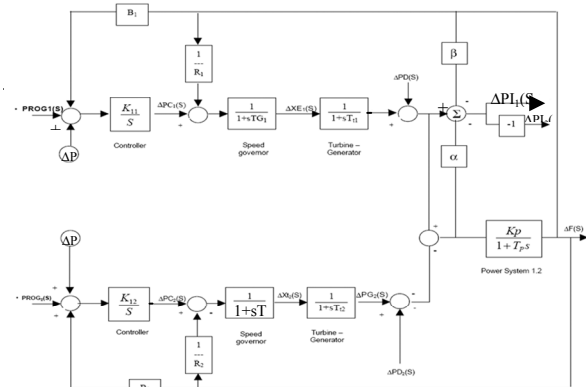 B₁
β
1
---
R₁
ΔPD(S)
PROG1(S)
K₁₁
S
ΔPC₁(S)
1
1+sTG₁
ΔXE₁(S)
1
1+sTₜ₁
Σ
ΔPI₁(S
-1
ΔP
Controller
Speed
governor
Turbine –
Generator
α
ΔP
Kp
1+Tₚs
ΔF(S)
Power System 1.2
K₁₂
S
ΔPC₂(S)
1
1+sT
ΔXt₂(S)
1
1+sTₜ₂
ΔPG₂(S)
Controller
Speed
governor
Turbine –
Generator
1
---
R₂
ΔPD₂(S)